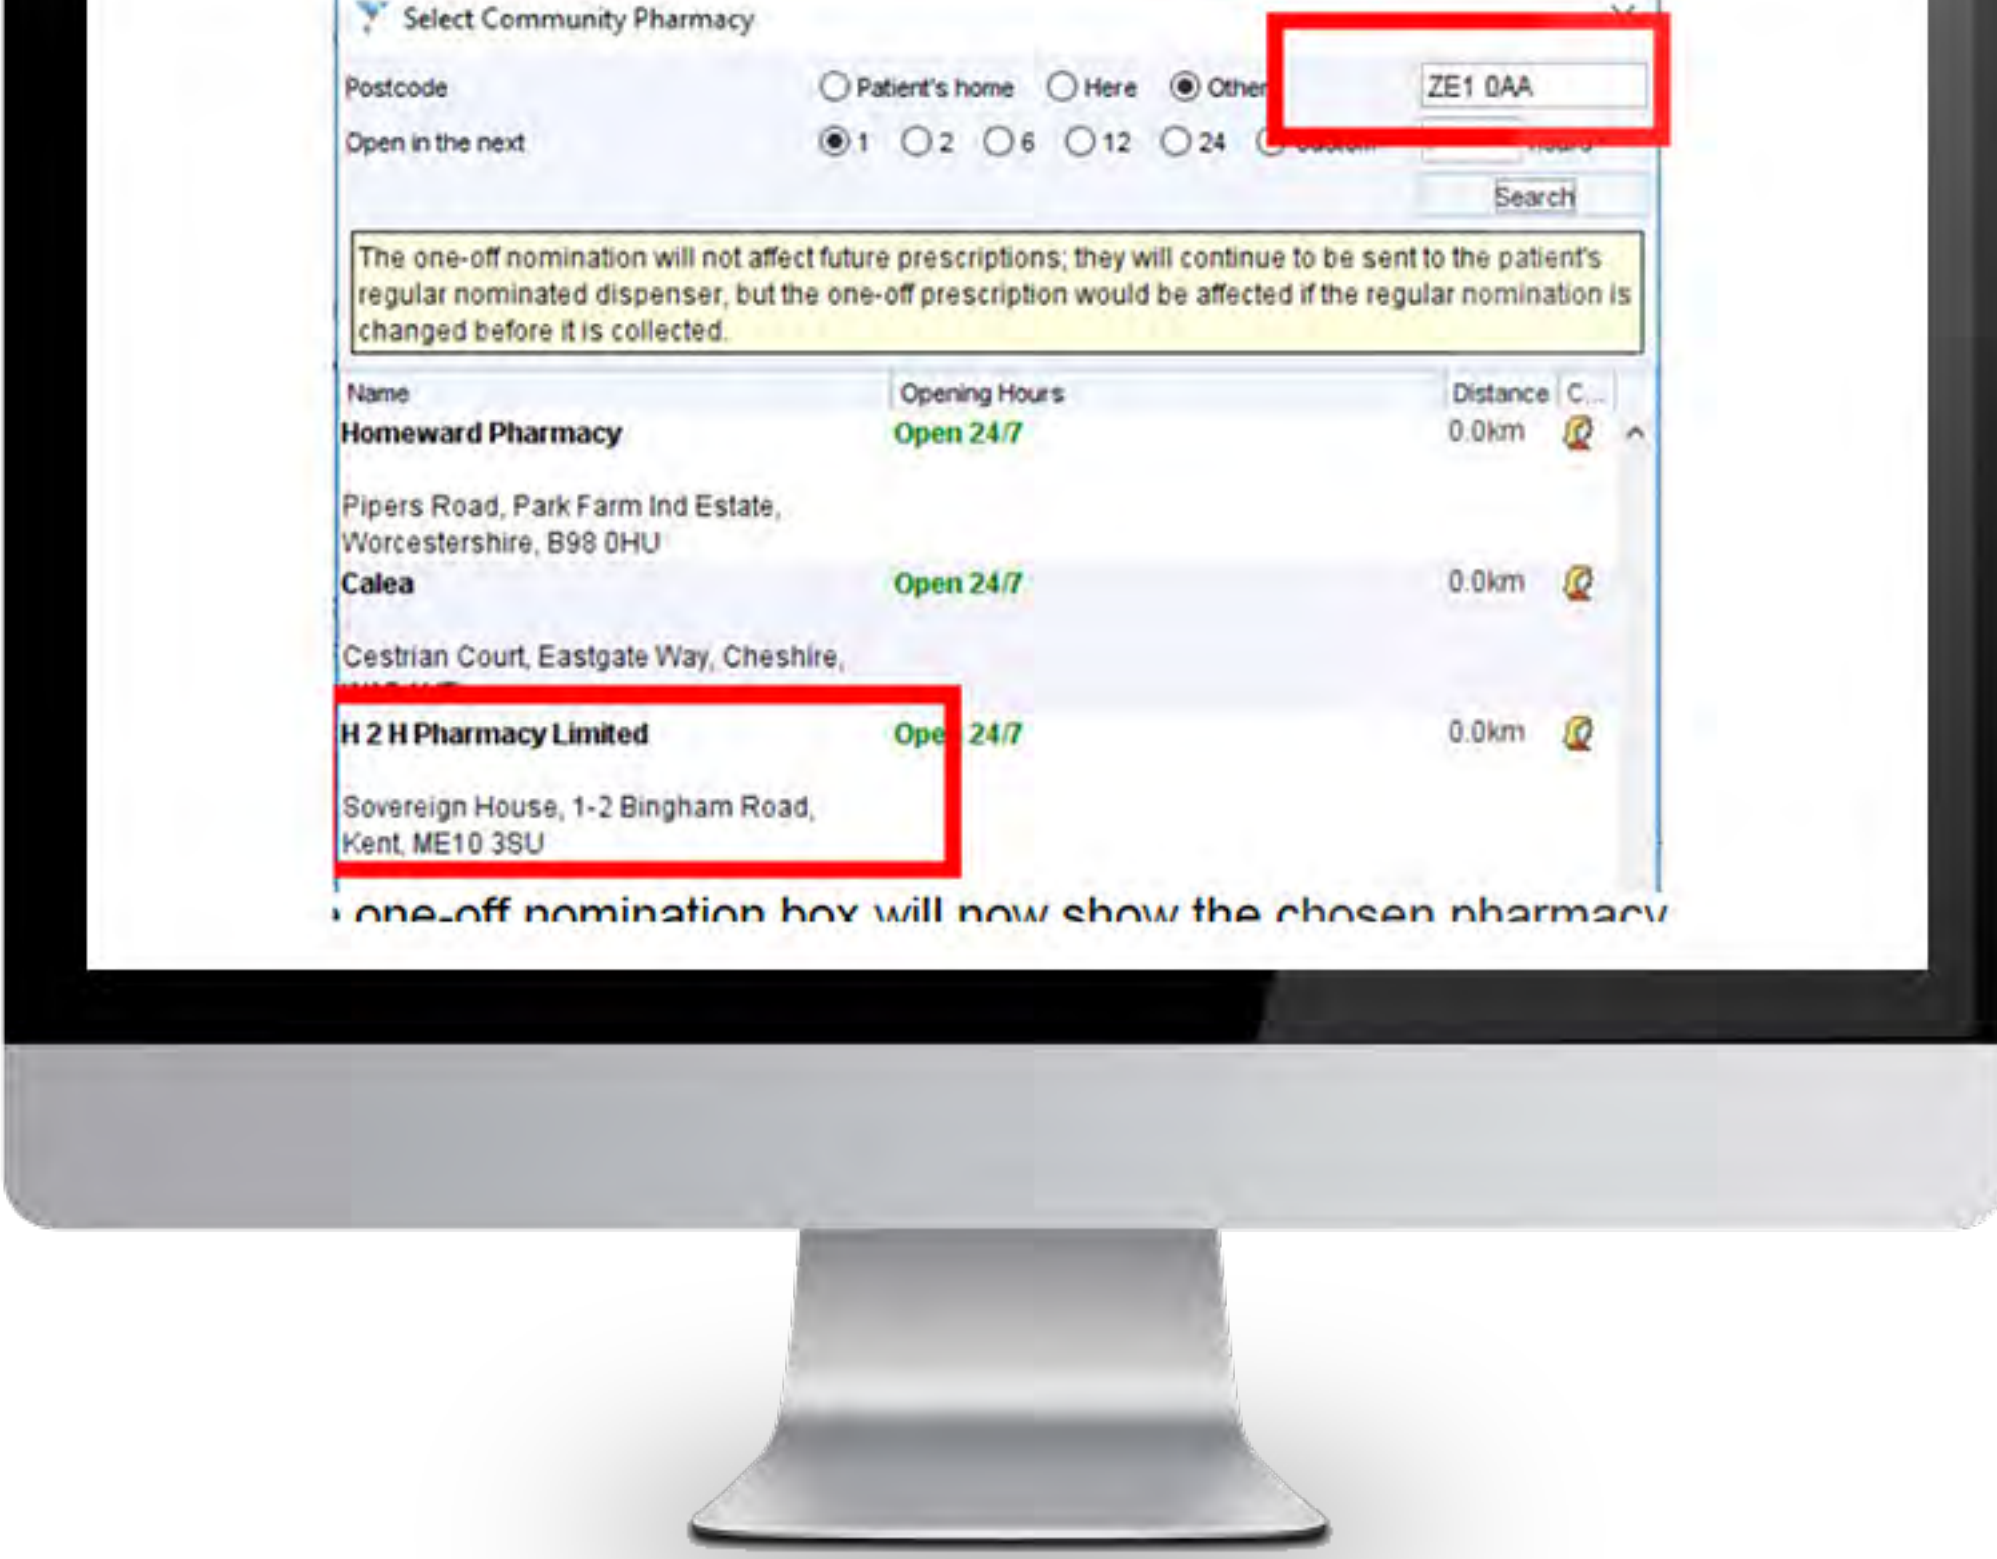 Select Community Pharmacy
Postcode Patient's home Here Other ZE1 0AA
Open in the next 1 2 6 12 24
Search
The one-off nomination will not affect future prescriptions; they will continue to be sent to the patient's
regular nominated dispenser, but the one-off prescription would be affected if the regular nomination is
changed before it is collected.
Name Opening Hours Distance C...
Homeward Pharmacy Open 24/7 0.0km
Pipers Road, Park Farm Ind Estate,
Worcestershire, B98 0HU
Calea Open 24/7 0.0km
Cestrian Court, Eastgate Way, Cheshire,
H 2 H Pharmacy Limited Open 24/7 0.0km
Sovereign House, 1-2 Bingham Road,
Kent, ME10 3SU
one-off nomination box will now show the chosen pharmacy